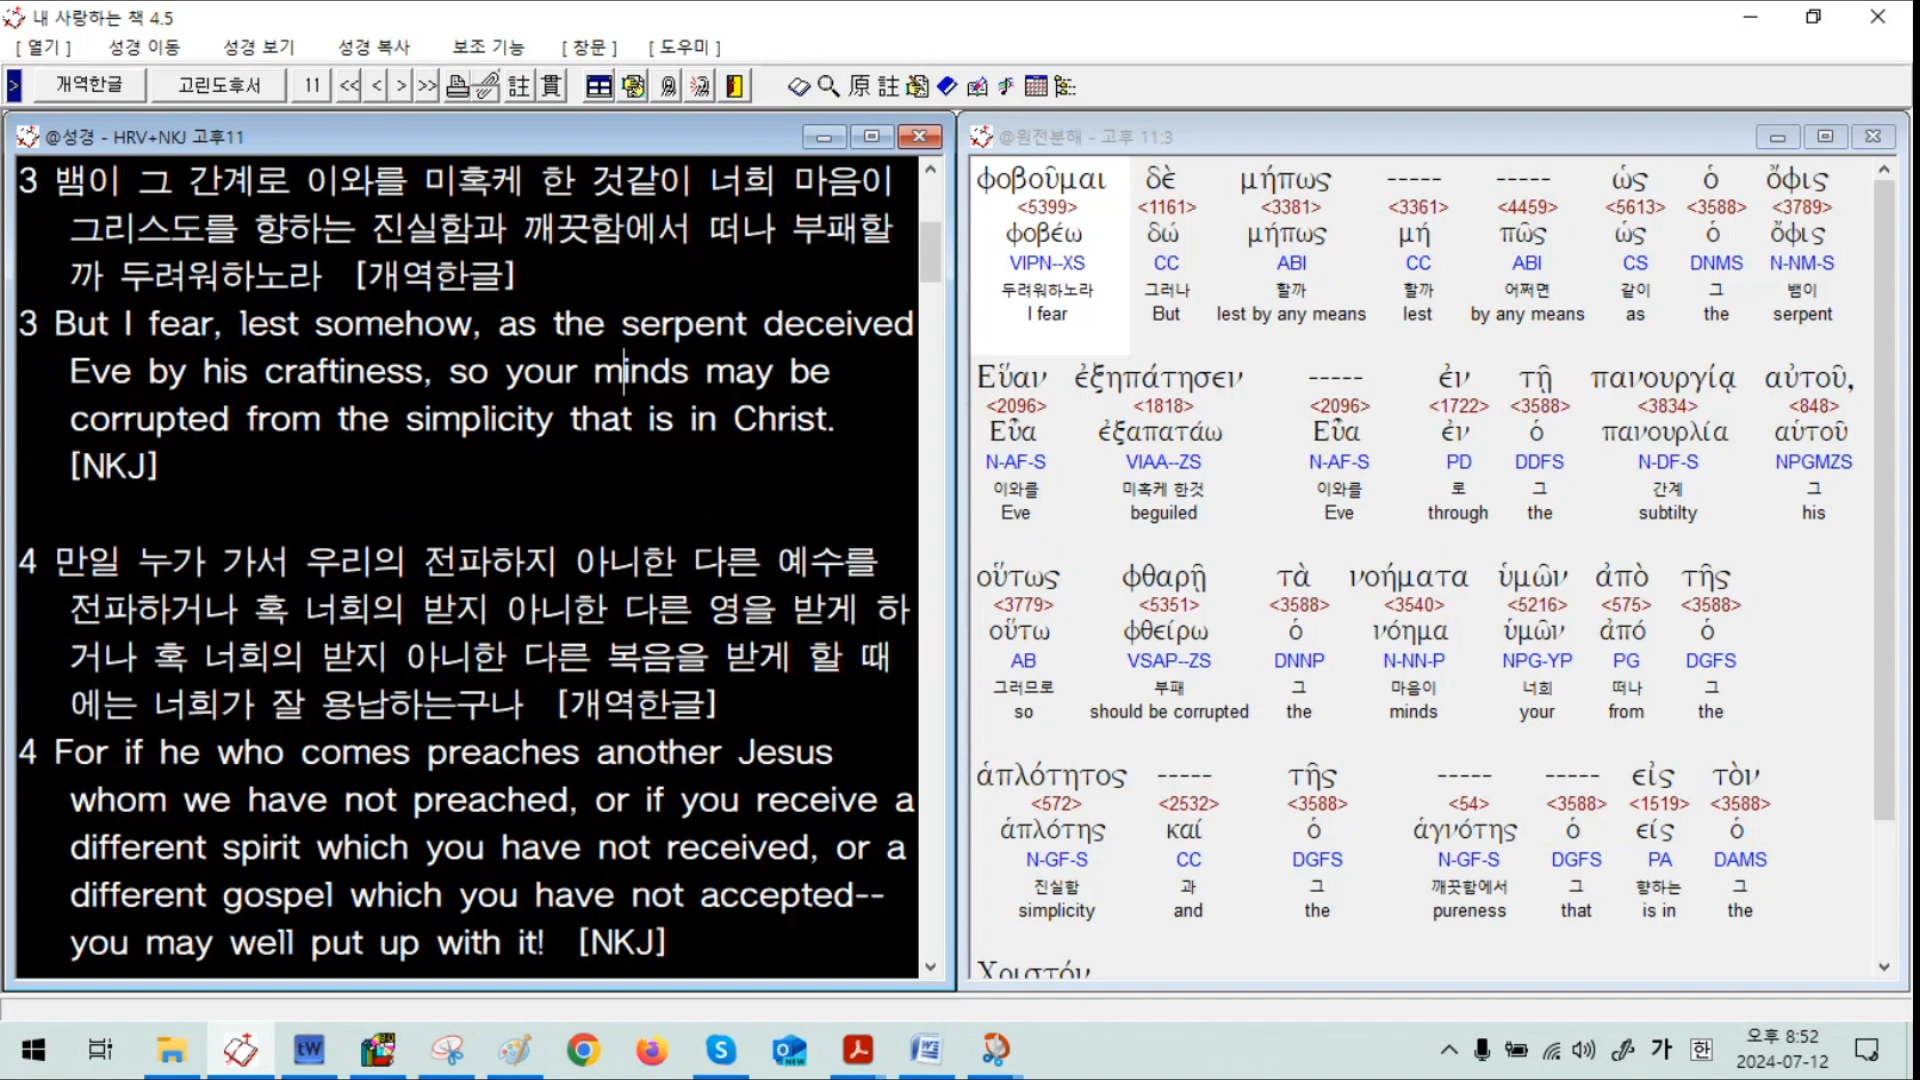 내 사랑하는 책 4.5
[ 열기 ] 성경 이동 성경 보기 성경 복사 보조 기능 [ 창문 ] [ 도우미 ]
> 개역한글 고린도후서 11 << < > >> 註 貫 原 註
@성경 - HRV+NKJ 고후11
3 뱀이 그 간계로 이와를 미혹케 한 것같이 너희 마음이
그리스도를 향하는 진실함과 깨끗함에서 떠나 부패할
까 두려워하노라 [개역한글]
3 But I fear, lest somehow, as the serpent deceived
Eve by his craftiness, so your minds may be
corrupted from the simplicity that is in Christ.
[NKJ]
4 만일 누가 가서 우리의 전파하지 아니한 다른 예수를
전파하거나 혹 너희의 받지 아니한 다른 영을 받게 하
거나 혹 너희의 받지 아니한 다른 복음을 받게 할 때
에는 너희가 잘 용납하는구나 [개역한글]
4 For if he who comes preaches another Jesus
whom we have not preached, or if you receive a
different spirit which you have not received, or a
different gospel which you have not accepted--
you may well put up with it! [NKJ]
@원전분해 - 고후 11:3
φοβοῦμαι δὲ μήπως ----- ----- ὡς ὁ ὄφις
<5399> <1161> <3381> <3361> <4459> <5613> <3588> <3789>
φοβέω δώ μήπως μή πῶς ὡς ὁ ὄφις
VIPN--XS CC ABI CC ABI CS DNMS N-NM-S
두려워하노라 그러나 할까 할까 어쩌면 같이 그 뱀이
I fear But lest by any means lest by any means as the serpent
Εὕαν ἐξηπάτησεν ----- ἐν τῇ πανουργίᾳ αὐτοῦ,
<2096> <1818> <2096> <1722> <3588> <3834> <848>
Εὖα ἐξαπατάω Εὖα ἐν ὁ πανουρλία αὑτοῦ
N-AF-S VIAA--ZS N-AF-S PD DDFS N-DF-S NPGMZS
이와를 미혹케 한것 이와를 로 그 간계 그
Eve beguiled Eve through the subtilty his
οὕτως φθαρῇ τὰ νοήματα ὑμῶν ἀπὸ τῆς
<3779> <5351> <3588> <3540> <5216> <575> <3588>
οὕτω φθείρω ὁ νόημα ὑμῶν ἀπό ὁ
AB VSAP--ZS DNNP N-NN-P NPG-YP PG DGFS
그러므로 부패 그 마음이 너희 떠나 그
so should be corrupted the minds your from the
ἁπλότητος ----- τῆς ----- ----- εἰς τὸν
<572> <2532> <3588> <54> <3588> <1519> <3588>
ἁπλότης καί ὁ ἁγνότης ὁ είς ὁ
N-GF-S CC DGFS N-GF-S DGFS PA DAMS
진실함 과 그 깨끗함에서 그 향하는 그
simplicity and the pureness that is in the
Χριστόν
tW S NEW 가 한 오후 8:52
2024-07-12